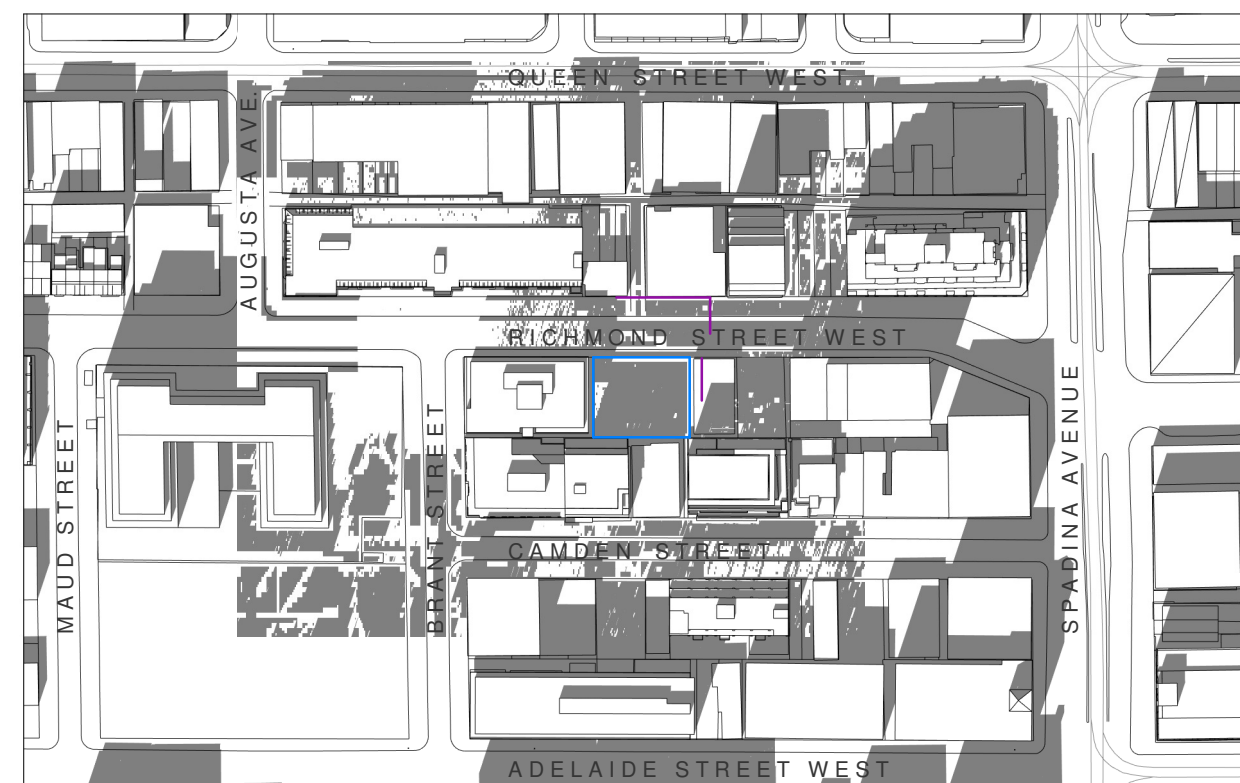 QUEEN STREET WEST
AUGUSTA AVE.
RICHMOND STREET WEST
MAUD STREET
BRANT STREET
SPADINA AVENUE
CAMDEN STREET
ADELAIDE STREET WEST